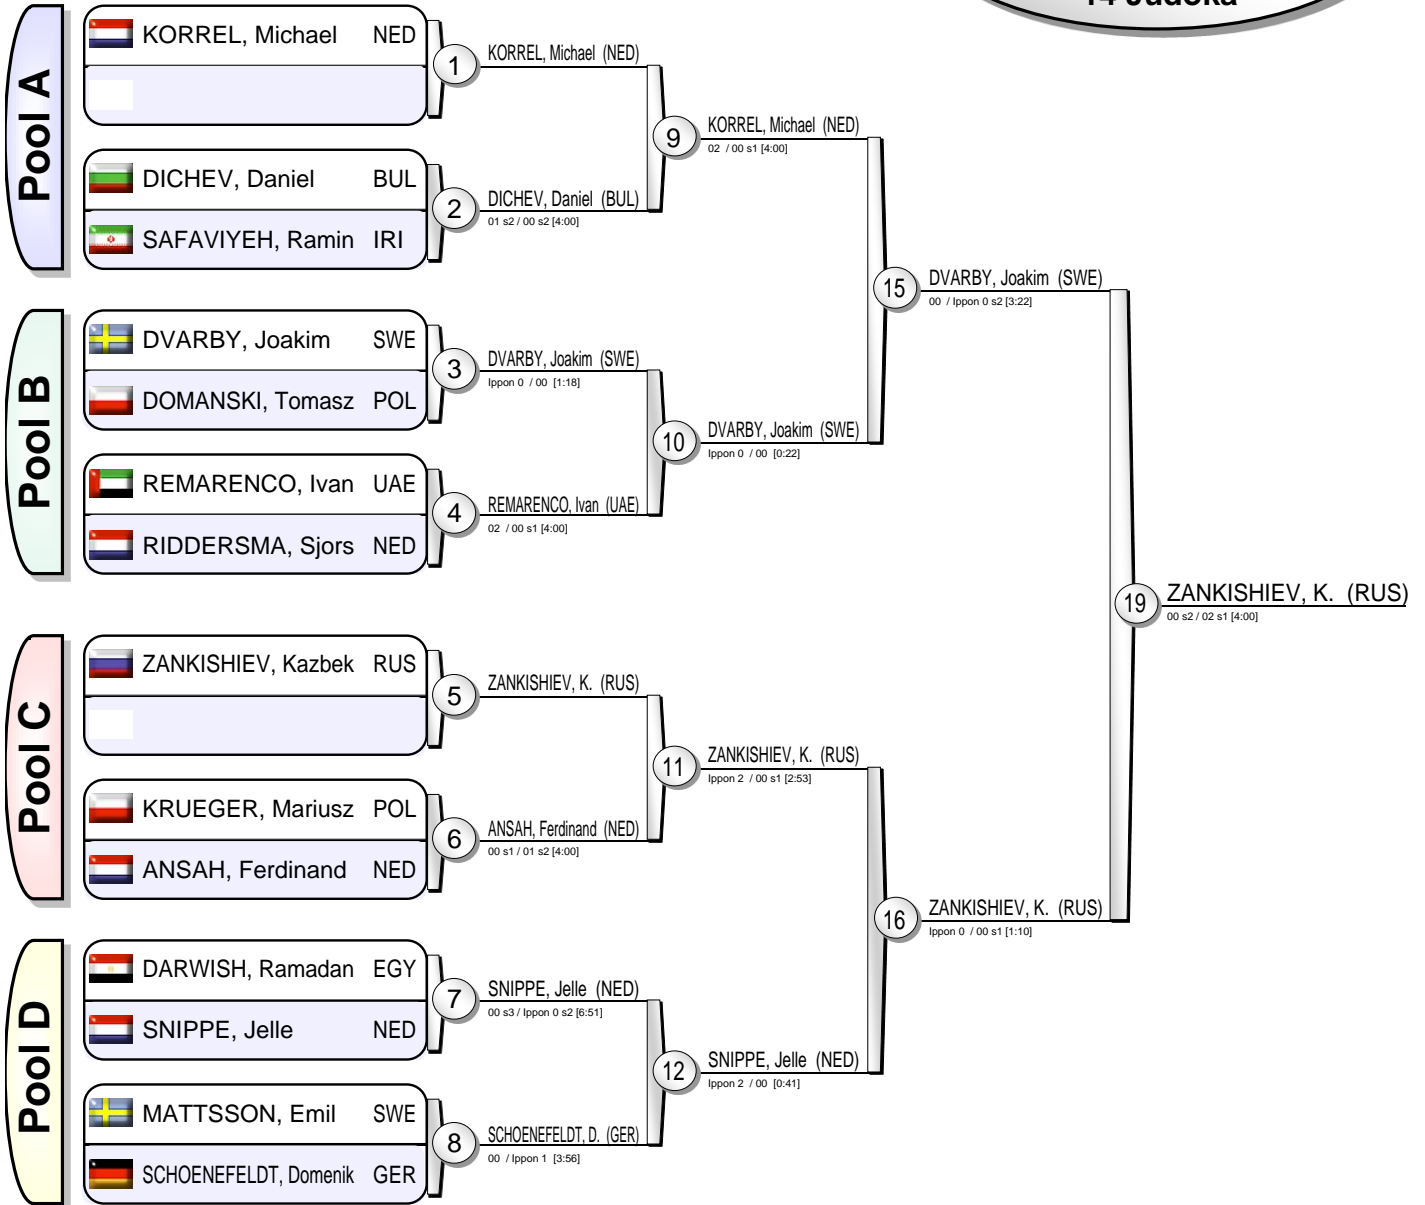 14 Judoka
Pool A
KORREL, Michael NED
DICHEV, Daniel BUL
SAFAVIYEH, Ramin IRI
Pool B
DVARBY, Joakim SWE
DOMANSKI, Tomasz POL
REMARENCO, Ivan UAE
RIDDERSMA, Sjors NED
Pool C
ZANKISHIEV, Kazbek RUS
KRUEGER, Mariusz POL
ANSAH, Ferdinand NED
Pool D
DARWISH, Ramadan EGY
SNIPPE, Jelle NED
MATTSSON, Emil SWE
SCHOENEFELDT, Domenik GER
1
KORREL, Michael (NED)
2
DICHEV, Daniel (BUL)
01 s2 / 00 s2 [4:00]
3
DVARBY, Joakim (SWE)
Ippon 0 / 00 [1:18]
4
REMARENCO, Ivan (UAE)
02 / 00 s1 [4:00]
5
ZANKISHIEV, K. (RUS)
6
ANSAH, Ferdinand (NED)
00 s1 / 01 s2 [4:00]
7
SNIPPE, Jelle (NED)
00 s3 / Ippon 0 s2 [6:51]
8
SCHOENEFELDT, D. (GER)
00 / Ippon 1 [3:56]
9
KORREL, Michael (NED)
02 / 00 s1 [4:00]
10
DVARBY, Joakim (SWE)
Ippon 0 / 00 [0:22]
11
ZANKISHIEV, K. (RUS)
Ippon 2 / 00 s1 [2:53]
12
SNIPPE, Jelle (NED)
Ippon 2 / 00 [0:41]
15
DVARBY, Joakim (SWE)
00 / Ippon 0 s2 [3:22]
16
ZANKISHIEV, K. (RUS)
Ippon 0 / 00 s1 [1:10]
19
ZANKISHIEV, K. (RUS)
00 s2 / 02 s1 [4:00]